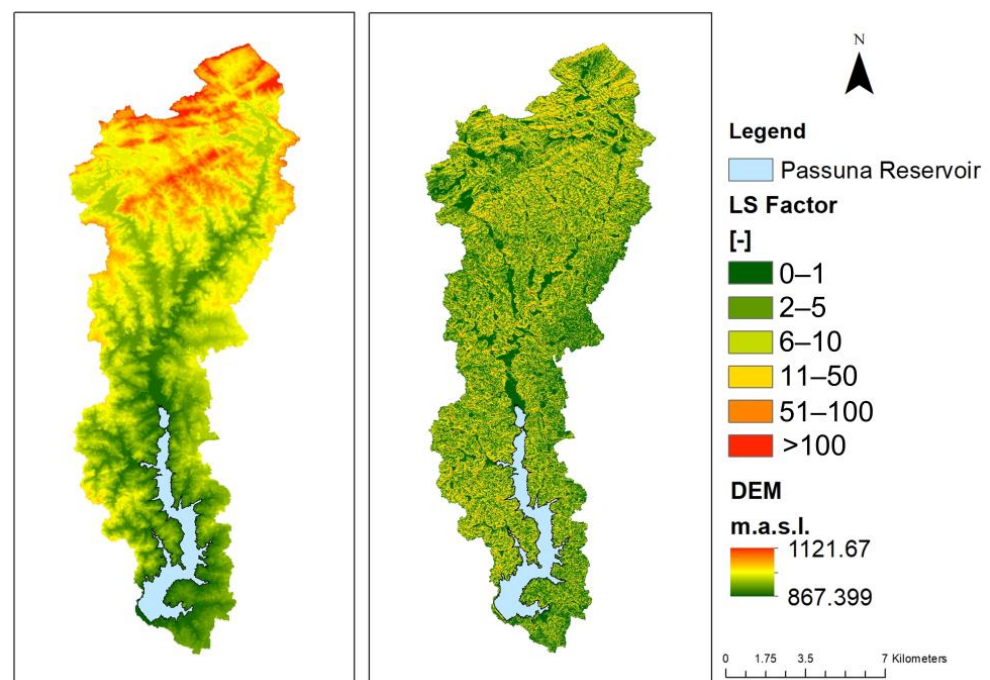 N
Legend
Passuna Reservoir
LS Factor
[-]
0–1
2–5
6–10
11–50
51–100
>100
DEM
m.a.s.l.
1121.67
867.399
0 1.75 3.5 7 Kilometers